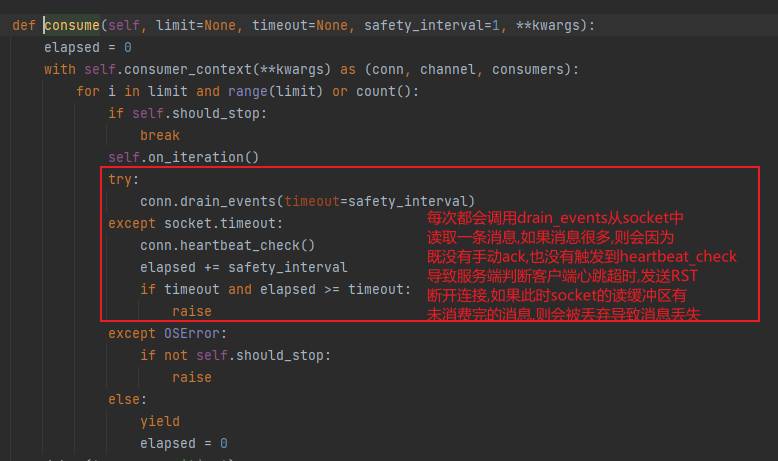 def consume(self, limit=None, timeout=None, safety_interval=1, **kwargs):
elapsed = 0
with self.consumer_context(**kwargs) as (conn, channel, consumers):
for i in limit and range(limit) or count():
if self.should_stop:
break
self.on_iteration()
try:
conn.drain_events(timeout=safety_interval)
except socket.timeout:
conn.heartbeat_check()
elapsed += safety_interval
if timeout and elapsed >= timeout:
raise
每次都会调用drain_events从socket中
读取一条消息,如果消息很多,则会因为
既没有手动ack,也没有触发到heartbeat_check
导致服务端判断客户端心跳超时,发送RST
断开连接,如果此时socket的读缓冲区有
未消费完的消息,则会被丢弃导致消息丢失
except OSError:
if not self.should_stop:
raise
else:
yield
elapsed = 0